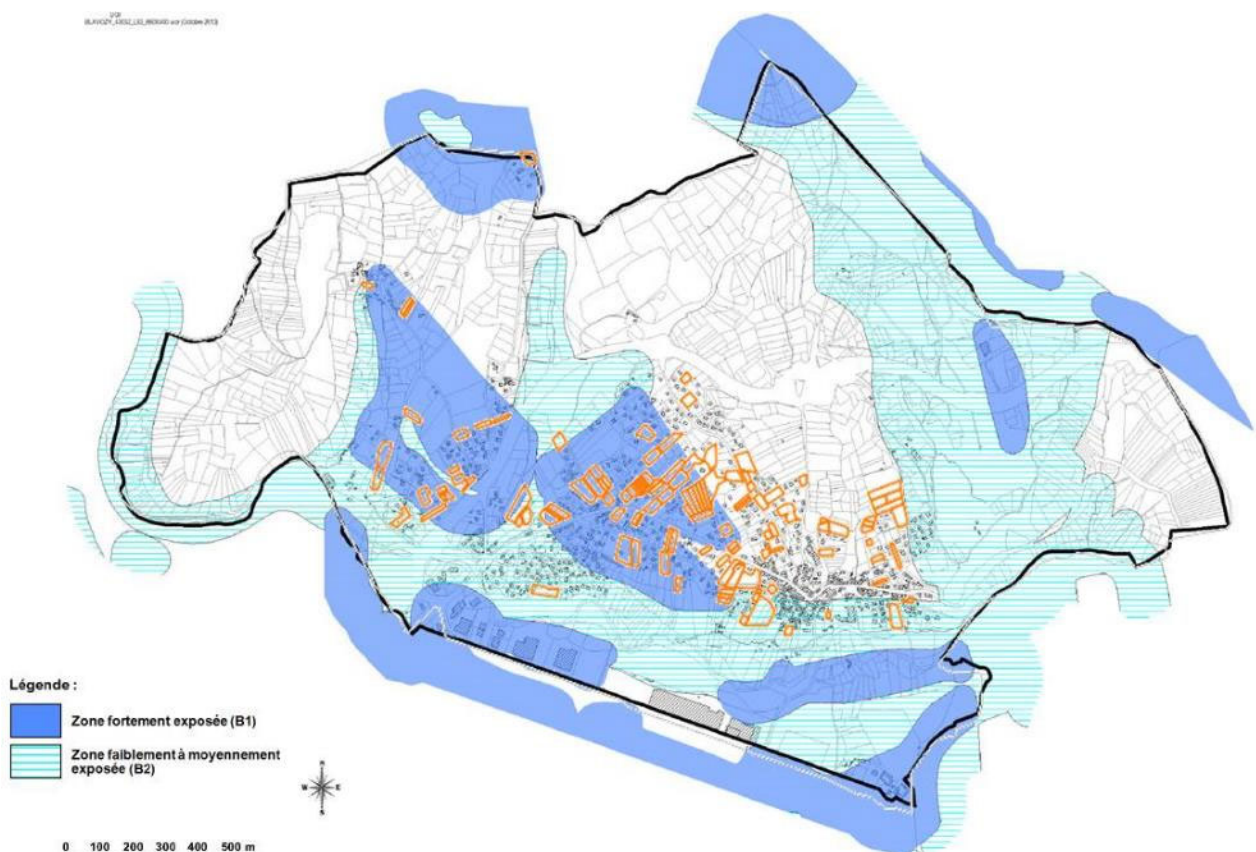 Légende :
Zone fortement exposée (B1)
Zone faiblement à moyennement
exposée (B2)
N
W E
S
0 100 200 300 400 500 m